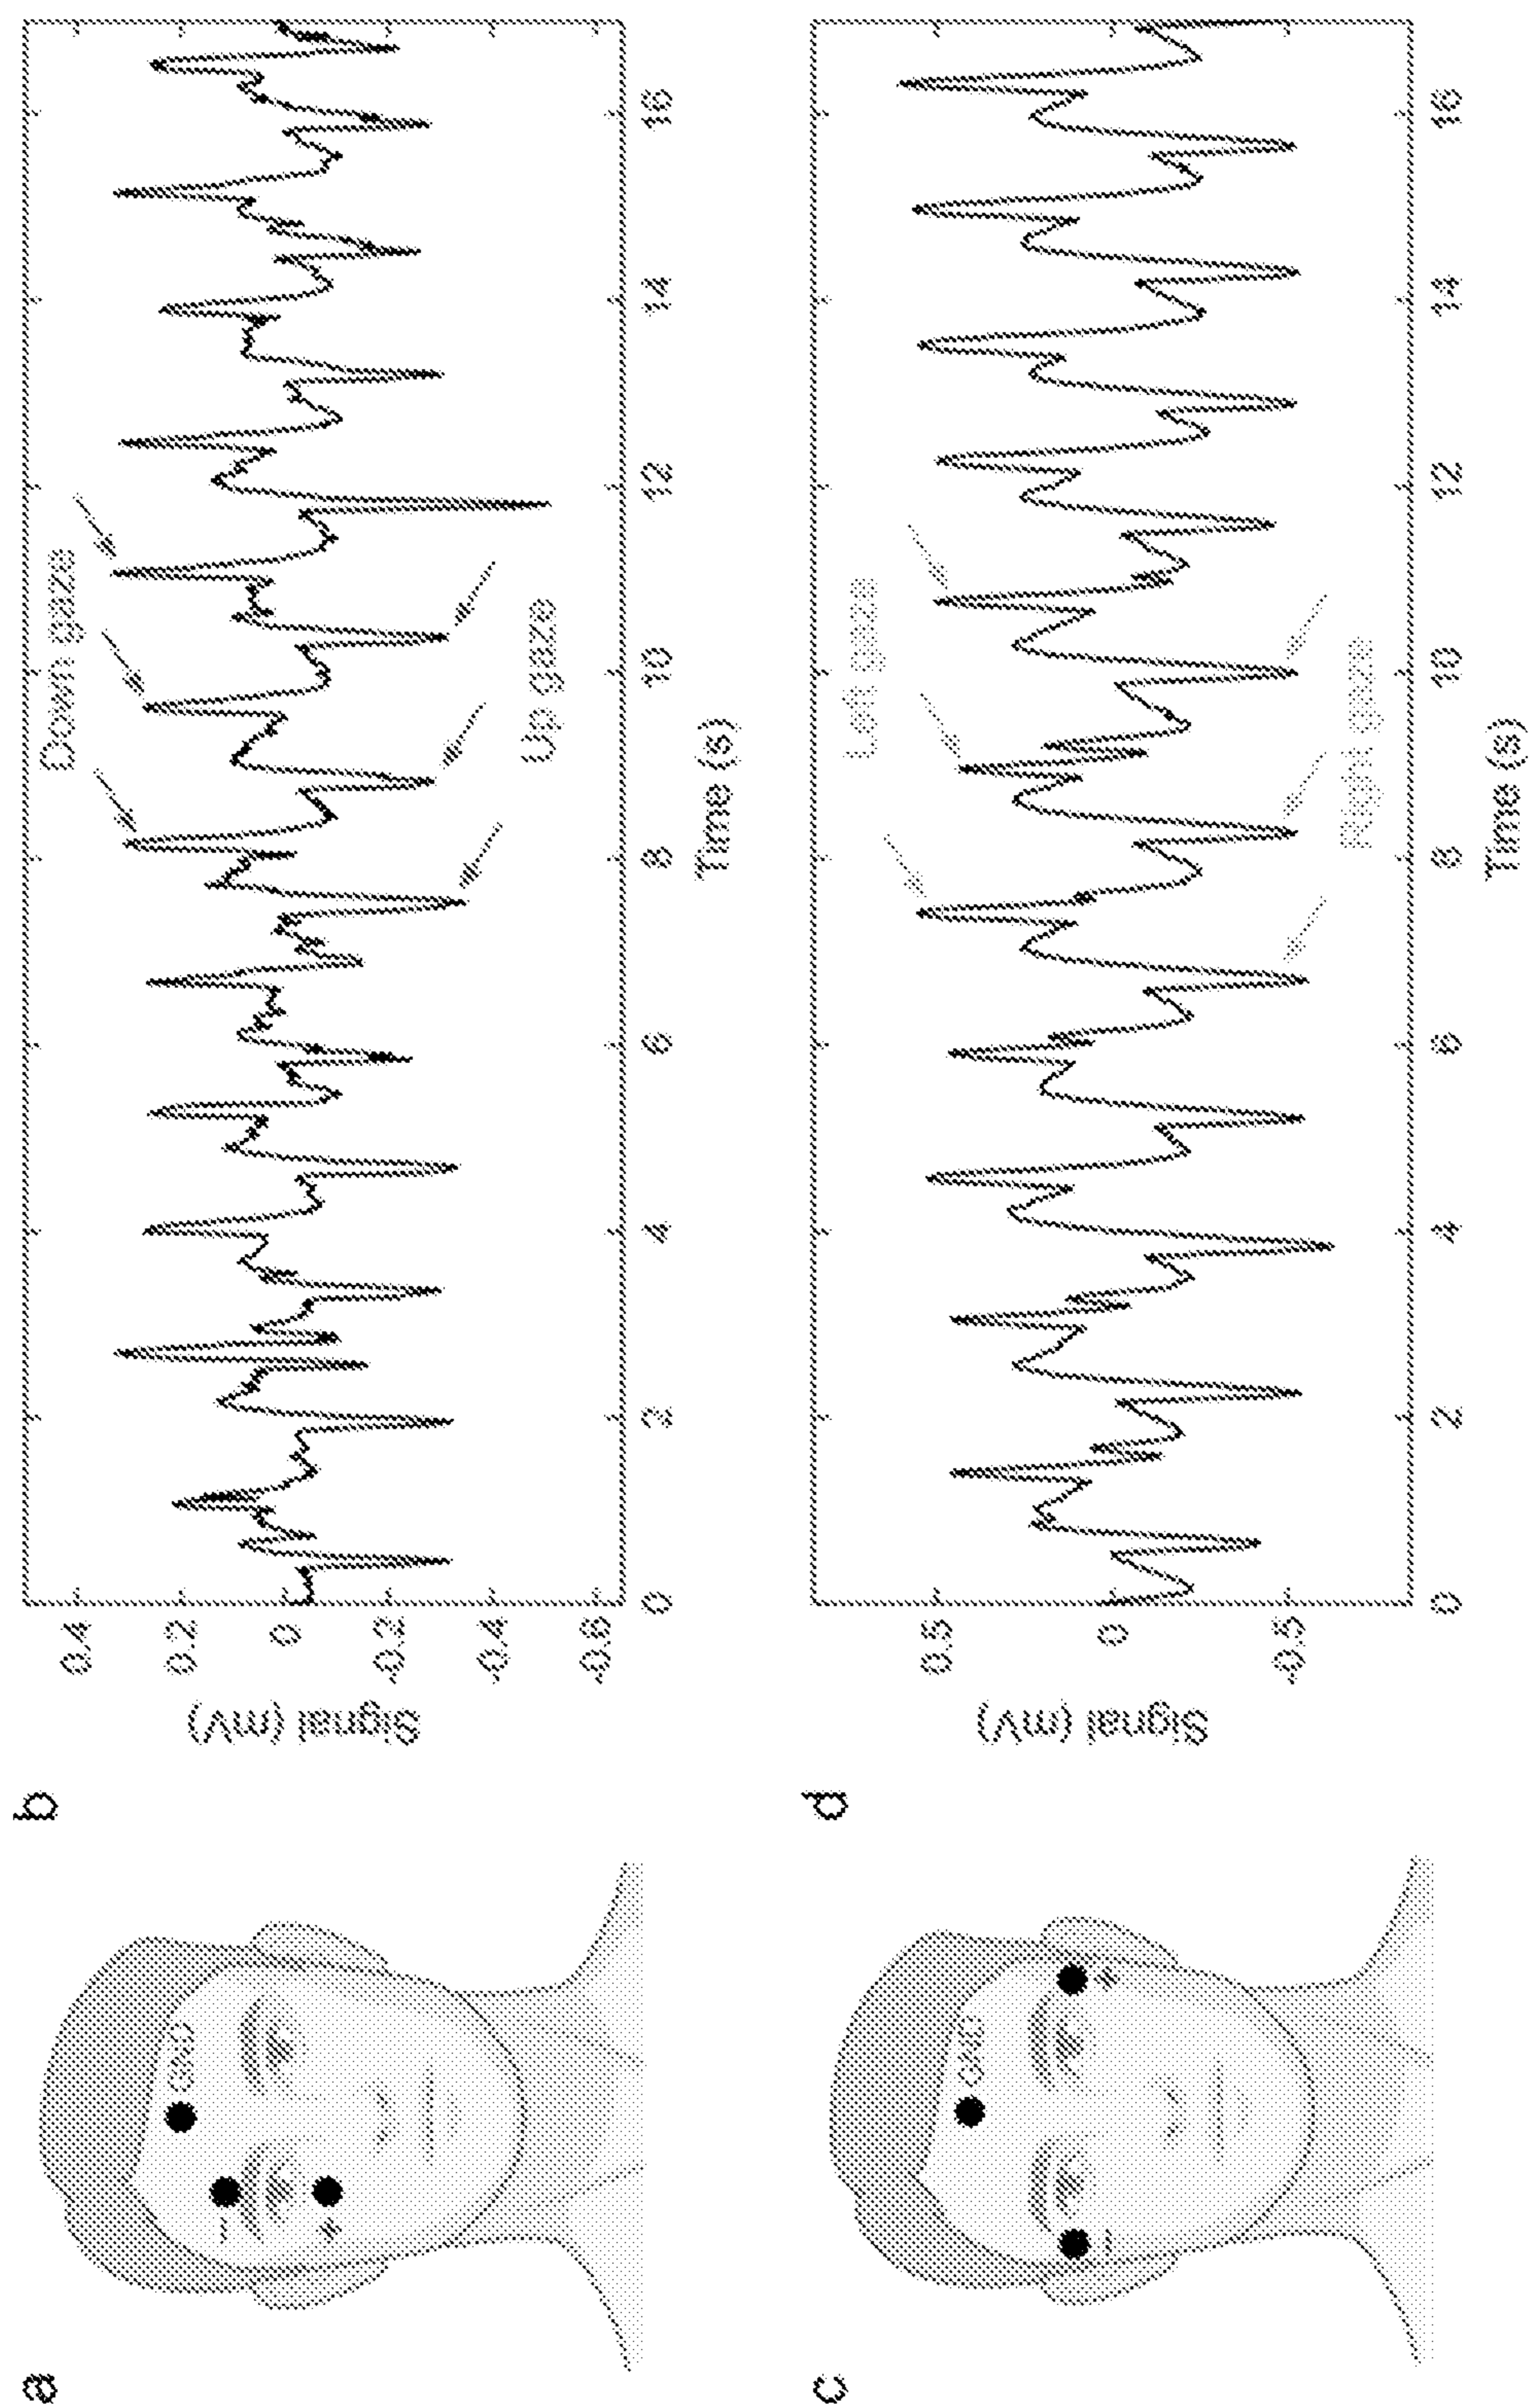 a
GND
-
+
b
Signal (mV)
0.4
0.2
0
-0.2
-0.4
-0.6
Down gaze
Up gaze
0 2 4 6 8 10 12 14 16
Time (s)
c
GND
-
+
d
Signal (mV)
0.5
0
-0.5
Left gaze
Right gaze
0 2 4 6 8 10 12 14 16
Time (s)